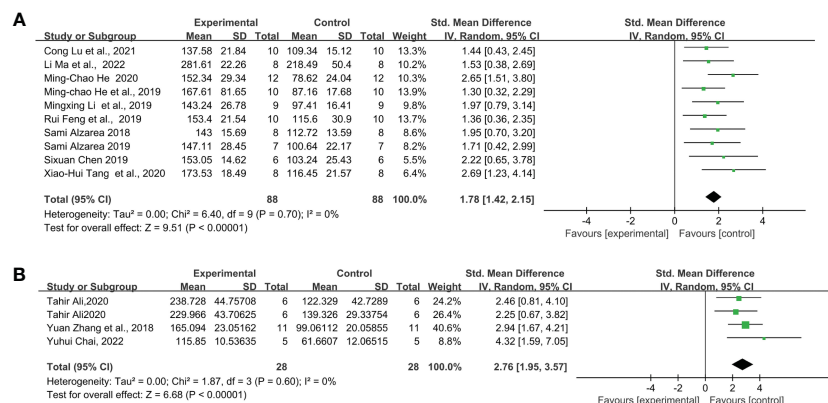 A
Experimental Control Std. Mean Difference Std. Mean Difference
Study or Subgroup Mean SD Total Mean SD Total Weight IV, Random, 95% CI IV, Random, 95% CI
Cong Lu et al., 2021 137.58 21.84 10 109.34 15.12 10 13.3% 1.44 [0.43, 2.45]
Li Ma et al., 2022 281.61 22.26 8 218.49 50.4 8 10.2% 1.53 [0.38, 2.69]
Ming-Chao He 2020 152.34 29.34 12 78.62 24.04 12 10.2% 2.65 [1.51, 3.80]
Ming-chao He et al., 2019 167.61 81.65 10 87.16 17.68 10 13.9% 1.30 [0.32, 2.29]
Mingxing Li et al., 2019 143.24 26.78 9 97.41 16.41 9 9.7% 1.97 [0.79, 3.14]
Rui Feng et al., 2019 153.4 21.54 10 115.6 30.9 10 13.6% 1.36 [0.36, 2.35]
Sami Alzarea 2018 143 15.69 8 112.72 13.59 8 8.6% 1.95 [0.70, 3.20]
Sami Alzarea 2019 147.11 28.45 7 100.64 22.17 7 8.2% 1.71 [0.42, 2.99]
Sixuan Chen 2019 153.05 14.62 6 103.24 25.43 6 5.5% 2.22 [0.65, 3.78]
Xiao-Hui Tang et al., 2020 173.53 18.49 8 116.45 21.57 8 6.4% 2.69 [1.23, 4.14]
Total (95% CI) 88 88 100.0% 1.78 [1.42, 2.15]
Heterogeneity: Tau² = 0.00; Chi² = 6.40, df = 9 (P = 0.70); I² = 0%
Test for overall effect: Z = 9.51 (P < 0.00001)
-4 -2 0 2 4
Favours [experimental] Favours [control]
B
Experimental Control Std. Mean Difference Std. Mean Difference
Study or Subgroup Mean SD Total Mean SD Total Weight IV, Random, 95% CI IV, Random, 95% CI
Tahir Ali,2020 238.728 44.75708 6 122.329 42.7289 6 24.2% 2.46 [0.81, 4.10]
Tahir Ali2020 229.966 43.70625 6 139.326 29.33754 6 26.4% 2.25 [0.67, 3.82]
Yuan Zhang et al., 2018 165.094 23.05162 11 99.06112 20.05855 11 40.6% 2.94 [1.67, 4.21]
Yuhui Chai, 2022 115.85 10.53635 5 61.6607 12.06515 5 8.8% 4.32 [1.59, 7.05]
Total (95% CI) 28 28 100.0% 2.76 [1.95, 3.57]
Heterogeneity: Tau² = 0.00; Chi² = 1.87, df = 3 (P = 0.60); I² = 0%
Test for overall effect: Z = 6.68 (P < 0.00001)
-4 -2 0 2 4
Favours [experimental] Favours [control]